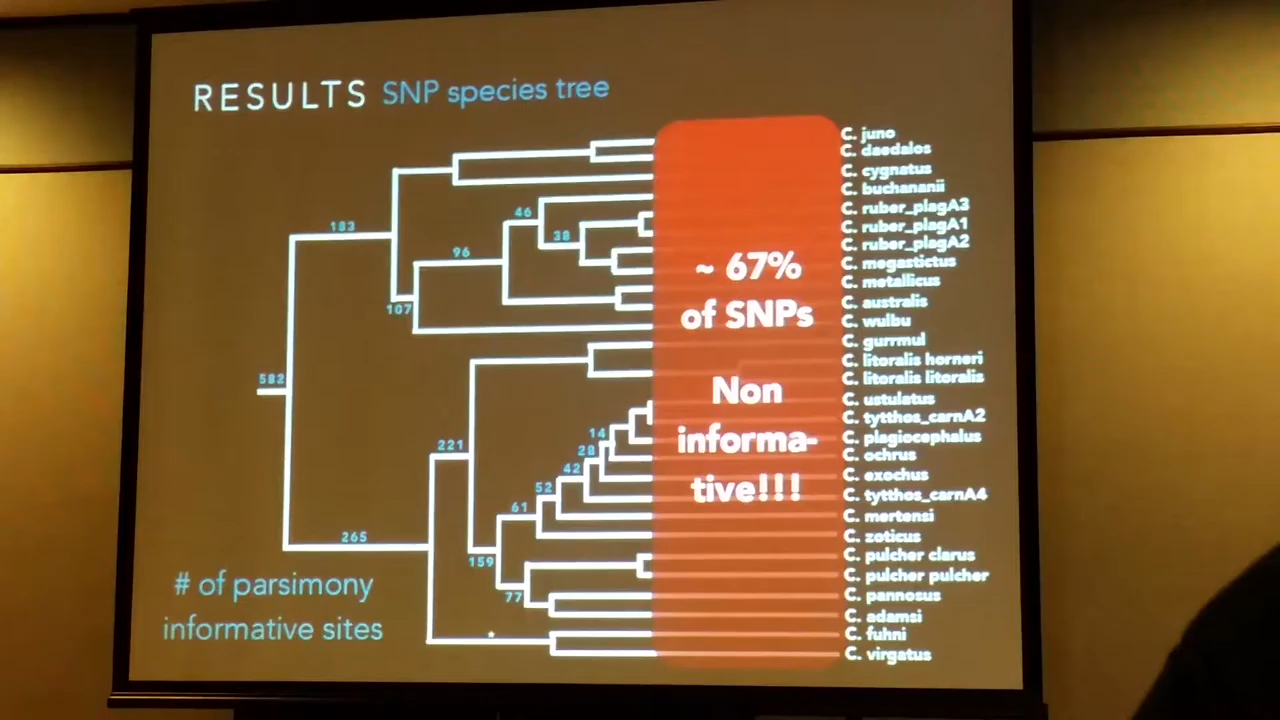 RESULTS SNP species tree
C. juno
C. daedalos
C. cygnatus
C. buchananii
C. ruber_plagA3
C. ruber_plagA1
C. ruber_plagA2
C. megastictus
C. metallicus
C. australis
C. wulbu
C. gurrmul
C. litoralis horneri
C. litoralis litoralis
C. ustulatus
C. tytthos_carnA2
C. plagiocephalus
C. ochrus
C. exochus
C. tytthos_carnA4
C. mertensi
C. zoticus
C. pulcher clarus
C. pulcher pulcher
C. pannosus
C. adamsi
C. fuhni
C. virgatus
~ 67%
of SNPs
Non
informa-
tive!!!
183
46
38
96
107
582
221
14
28
42
52
61
265
159
77
*
# of parsimony
informative sites